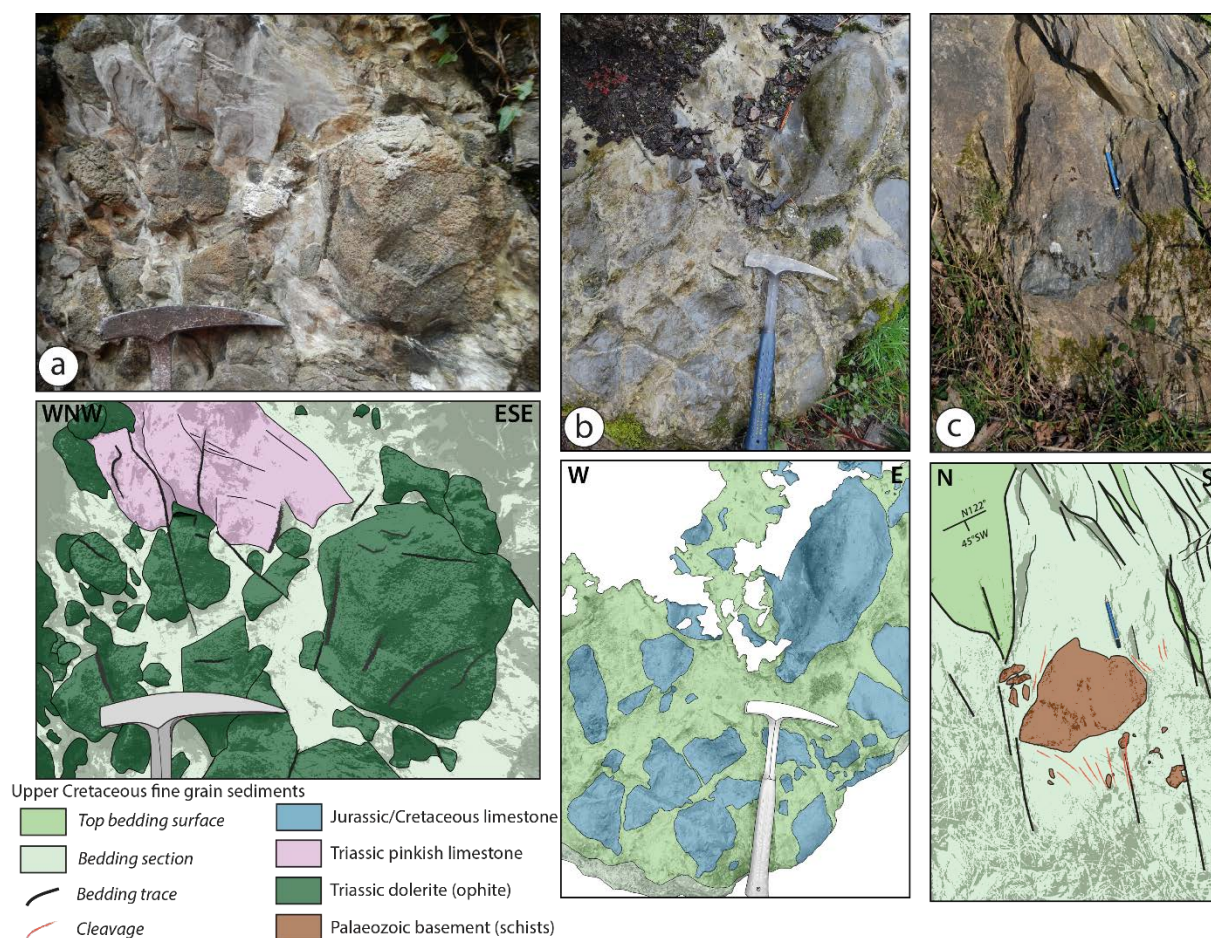 a
b
c
WNW
ESE
W
E
N
S
N122°
45°SW
Upper Cretaceous fine grain sediments
Top bedding surface
Bedding section
Bedding trace
Cleavage
Jurassic/Cretaceous limestone
Triassic pinkish limestone
Triassic dolerite (ophite)
Palaeozoic basement (schists)